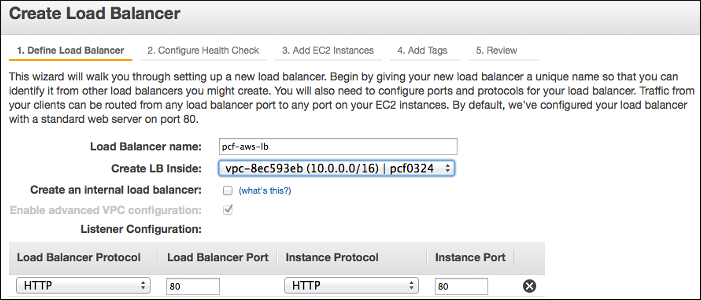 Create Load Balancer
1. Define Load Balancer 2. Configure Health Check 3. Add EC2 Instances 4. Add Tags 5. Review
This wizard will walk you through setting up a new load balancer. Begin by giving your new load balancer a unique name so that you can
identify it from other load balancers you might create. You will also need to configure ports and protocols for your load balancer. Traffic from
your clients can be routed from any load balancer port to any port on your EC2 instances. By default, we've configured your load balancer
with a standard web server on port 80.
Load Balancer name: pcf-aws-lb
Create LB Inside: vpc-8ec593eb (10.0.0.0/16) | pcf0324
Create an internal load balancer: (what's this?)
Enable advanced VPC configuration:
Listener Configuration:
Load Balancer Protocol Load Balancer Port Instance Protocol Instance Port
HTTP 80 HTTP 80